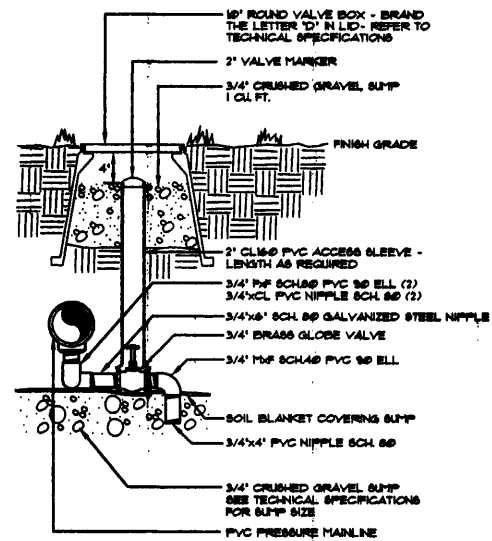 10" ROUND VALVE BOX - BRAND
THE LETTER "D" IN LID- REFER TO
TECHNICAL SPECIFICATIONS
2" VALVE MARKER
3/4" CRUSHED GRAVEL SUMP
1 CU. FT.
FINISH GRADE
4"
2" CL160 PVC ACCESS SLEEVE -
LENGTH AS REQUIRED
3/4" FxF SCH.80 PVC 90 ELL (2)
3/4"xCL PVC NIPPLE SCH. 80 (2)
3/4"x6" SCH. 80 GALVANIZED STEEL NIPPLE
3/4" BRASS GLOBE VALVE
3/4" MxF SCH.40 PVC 90 ELL
SOIL BLANKET COVERING SUMP
3/4"x4" PVC NIPPLE SCH. 80
3/4" CRUSHED GRAVEL SUMP
SEE TECHNICAL SPECIFICATIONS
FOR SUMP SIZE
PVC PRESSURE MAINLINE